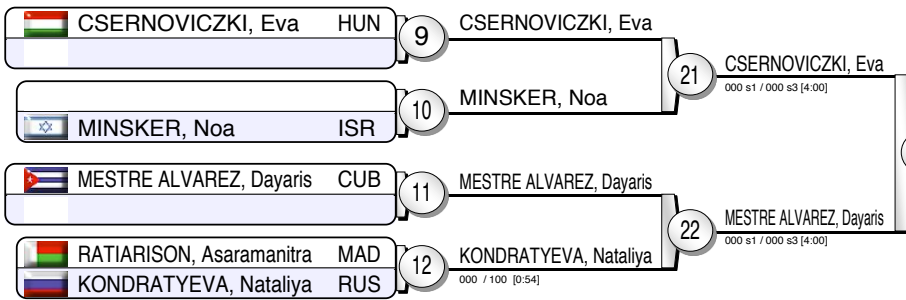 CSERNOVICZKI, Eva HUN
9
CSERNOVICZKI, Eva
21
CSERNOVICZKI, Eva
000 s1 / 000 s3 [4:00]
10
MINSKER, Noa
MINSKER, Noa ISR
MESTRE ALVAREZ, Dayaris CUB
11
MESTRE ALVAREZ, Dayaris
22
MESTRE ALVAREZ, Dayaris
000 s1 / 000 s3 [4:00]
RATIARISON, Asaramanitra MAD
12
KONDRATYEVA, Nataliya
000 / 100 [0:54]
KONDRATYEVA, Nataliya RUS